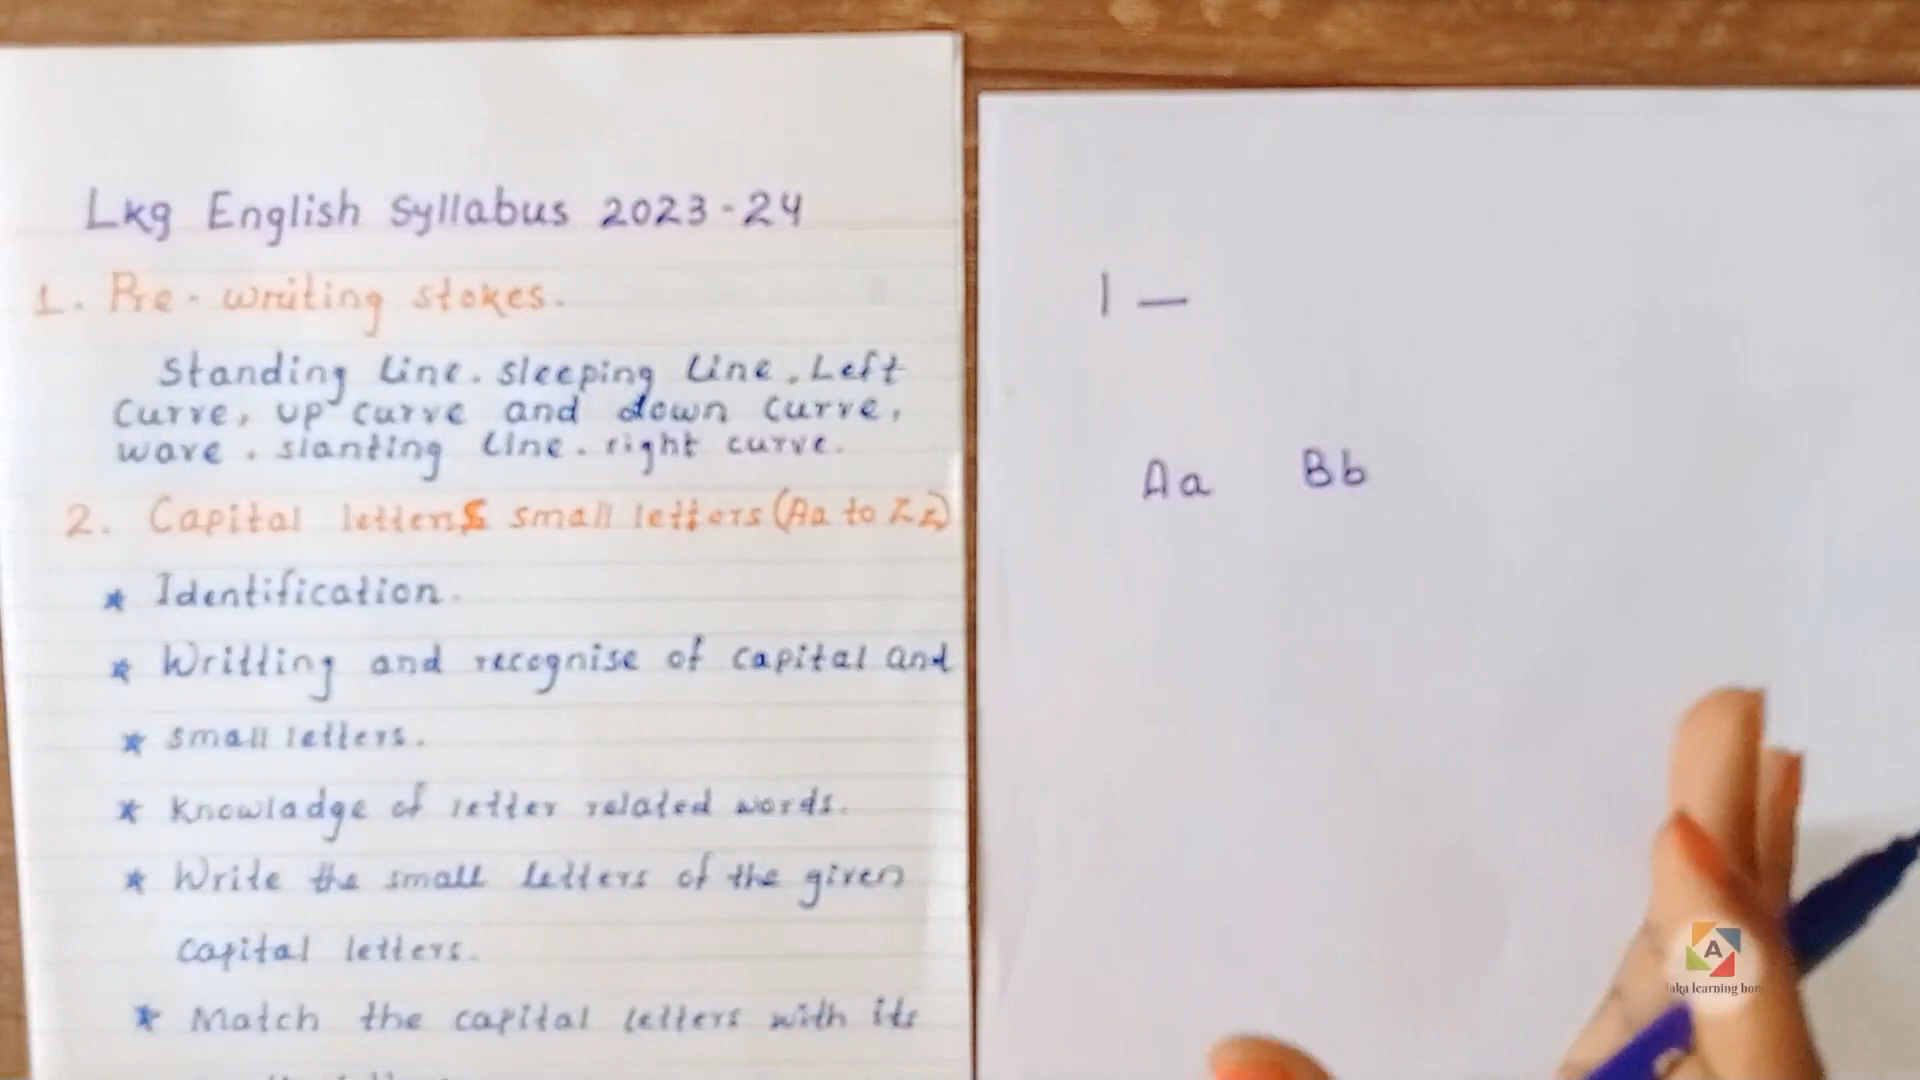 Lkg English Syllabus 2023-24
1. Pre-writing stokes.
Standing Line. sleeping Line, Left
Curve, up curve and down curve,
wave. slanting Line. right curve.
2. Capital letters small letters (Aa to Zz)
* Identification.
* Writting and recognise of capital and
* small letters.
* Knowladge of letter related words.
* Write the small letters of the given
capital letters.
* Match the capital letters with its
| —
Aa Bb
A
learning